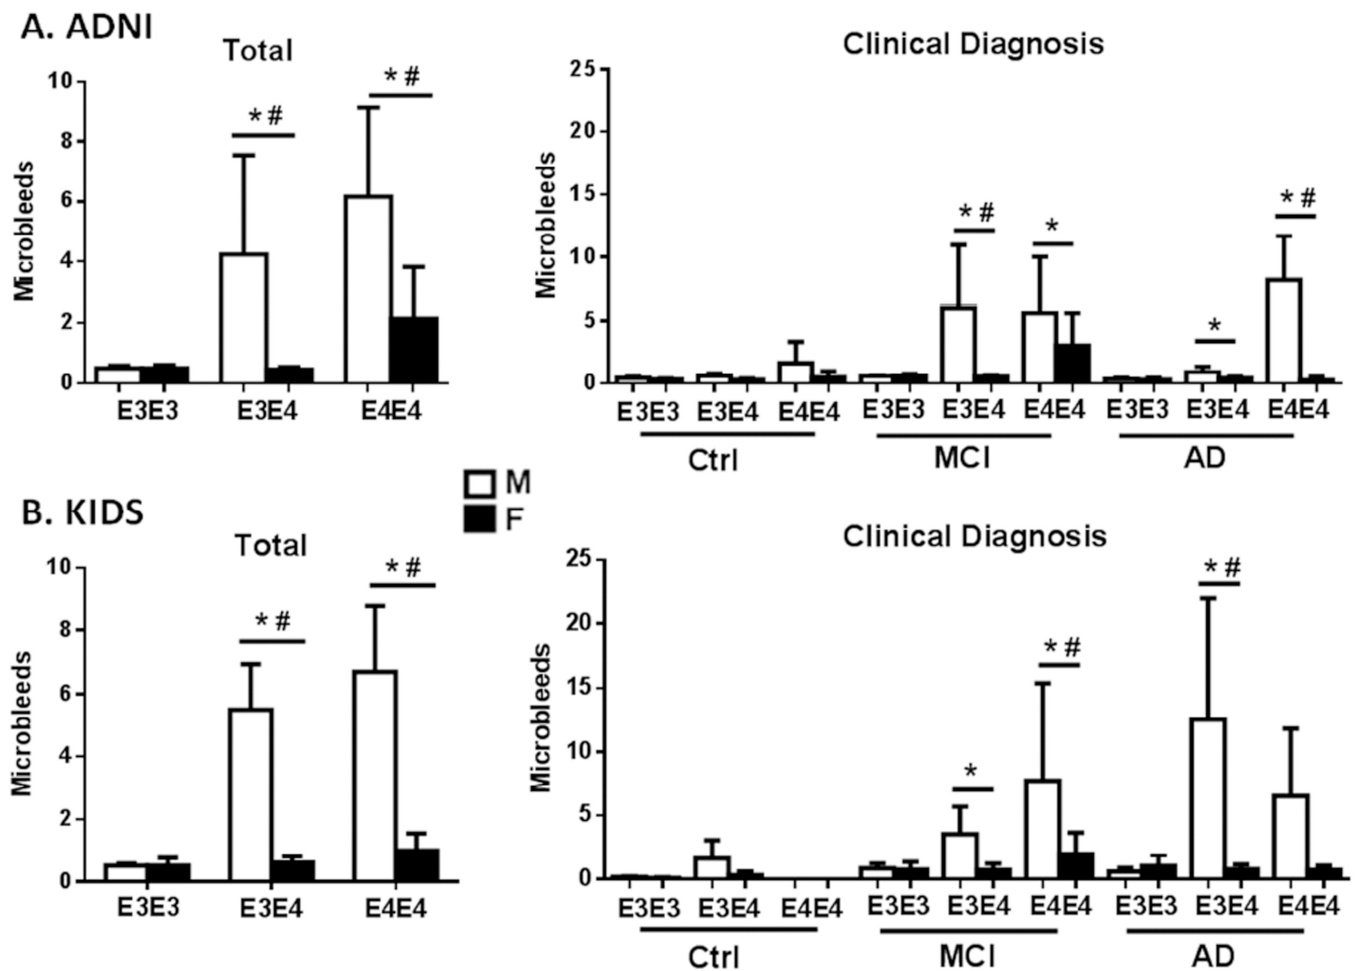 A. ADNI
Total
Microbleeds
10
8
6
4
2
0
* #
* #
E3E3 E3E4 E4E4
Clinical Diagnosis
Microbleeds
25
20
15
10
5
0
* #
*
*
* #
E3E3 E3E4 E4E4 E3E3 E3E4 E4E4 E3E3 E3E4 E4E4
Ctrl MCI AD
M
F
B. KIDS
Total
Microbleeds
10
8
6
4
2
0
* #
* #
E3E3 E3E4 E4E4
Clinical Diagnosis
Microbleeds
25
20
15
10
5
0
*
* #
* #
E3E3 E3E4 E4E4 E3E3 E3E4 E4E4 E3E3 E3E4 E4E4
Ctrl MCI AD